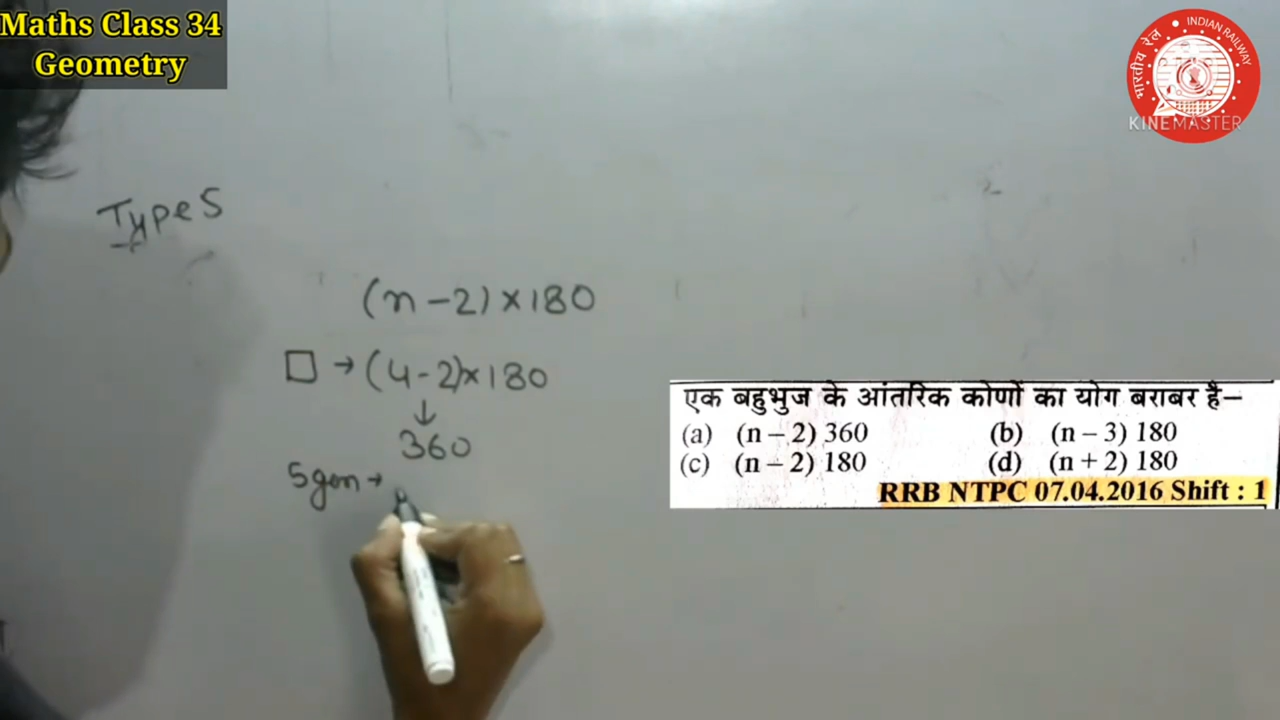 Maths Class 34
Geometry
भारतीय रेल • INDIAN RAILWAY
KINEMASTER
Type 5
(n-2)×180
□ → (4-2)×180
↓
360
5gon →
एक बहुभुज के आंतरिक कोणों का योग बराबर है–
(a) (n – 2) 360 (b) (n – 3) 180
(c) (n – 2) 180 (d) (n + 2) 180
RRB NTPC 07.04.2016 Shift : 1